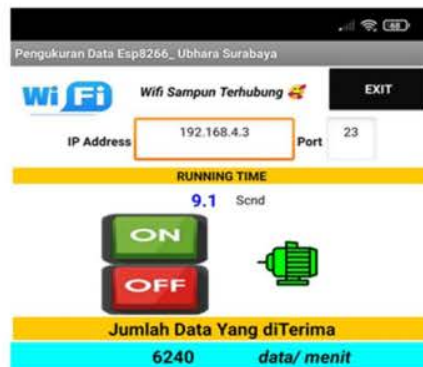 68
Pengukuran Data Esp8266_ Ubhara Surabaya
Wi Fi
Wifi Sampun Terhubung 🥰
EXIT
IP Address
192.168.4.3
Port
23
RUNNING TIME
9.1 Scnd
ON
OFF
Jumlah Data Yang diTerima
6240 data/ menit